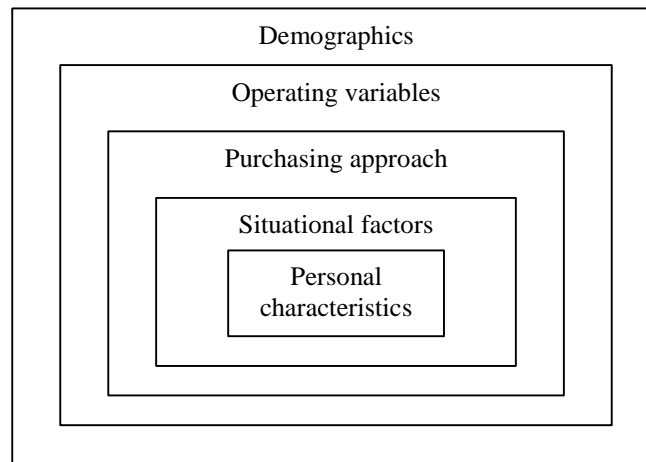 Demographics
Operating variables
Purchasing approach
Situational factors
Personal
characteristics